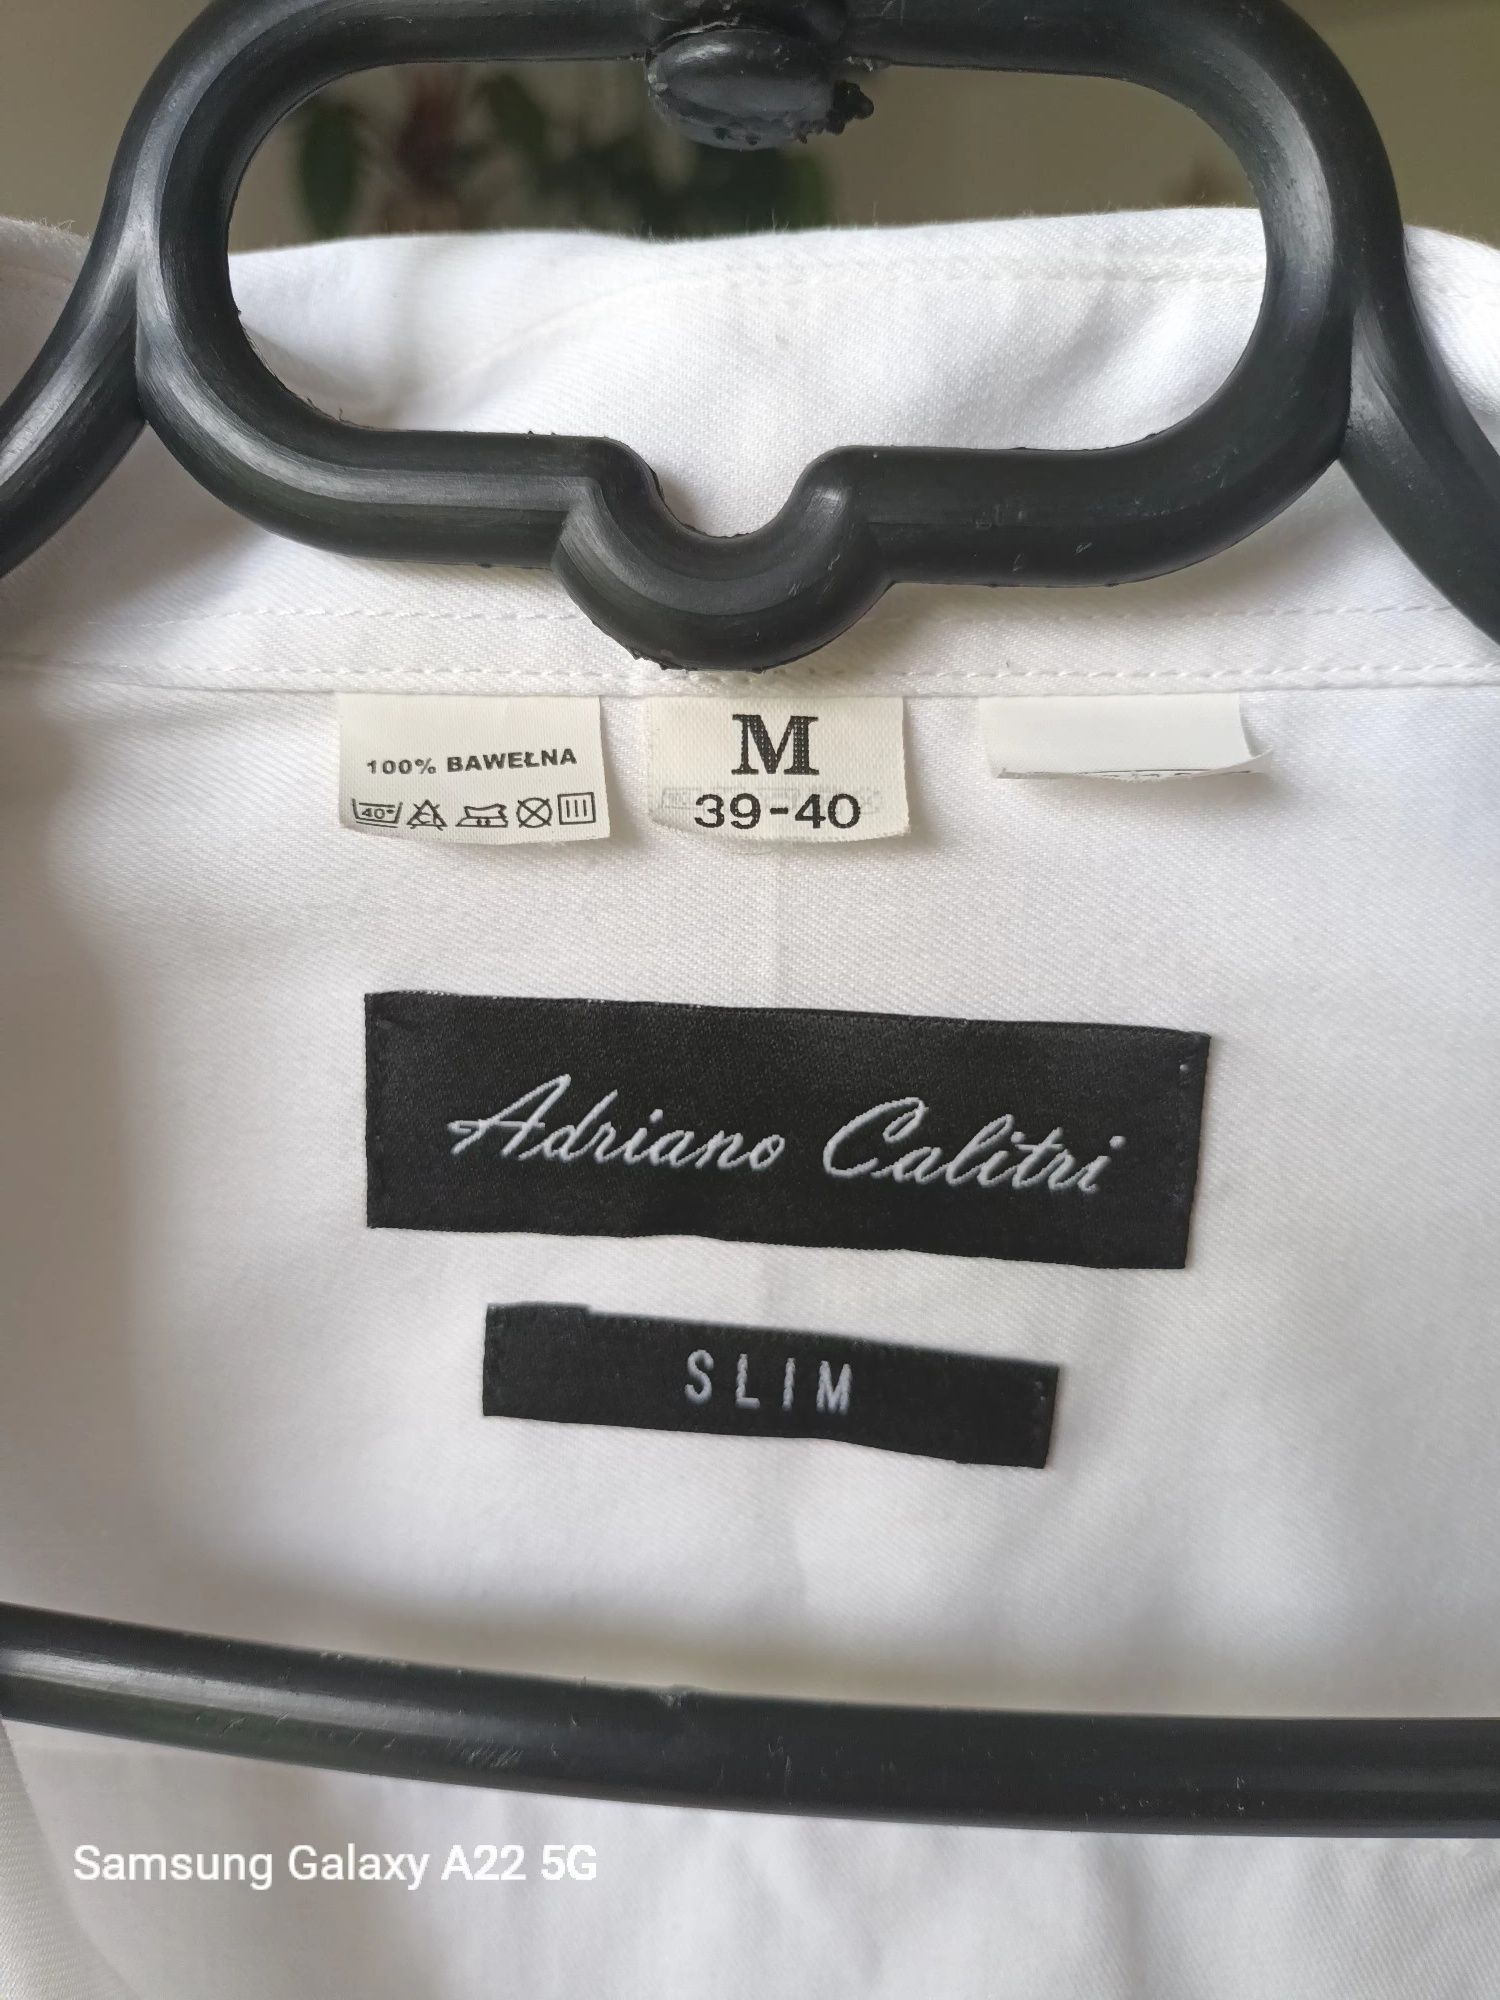 100% BAWEŁNA
40°
M
39-40
Adriano Calitri
SLIM
Samsung Galaxy A22 5G